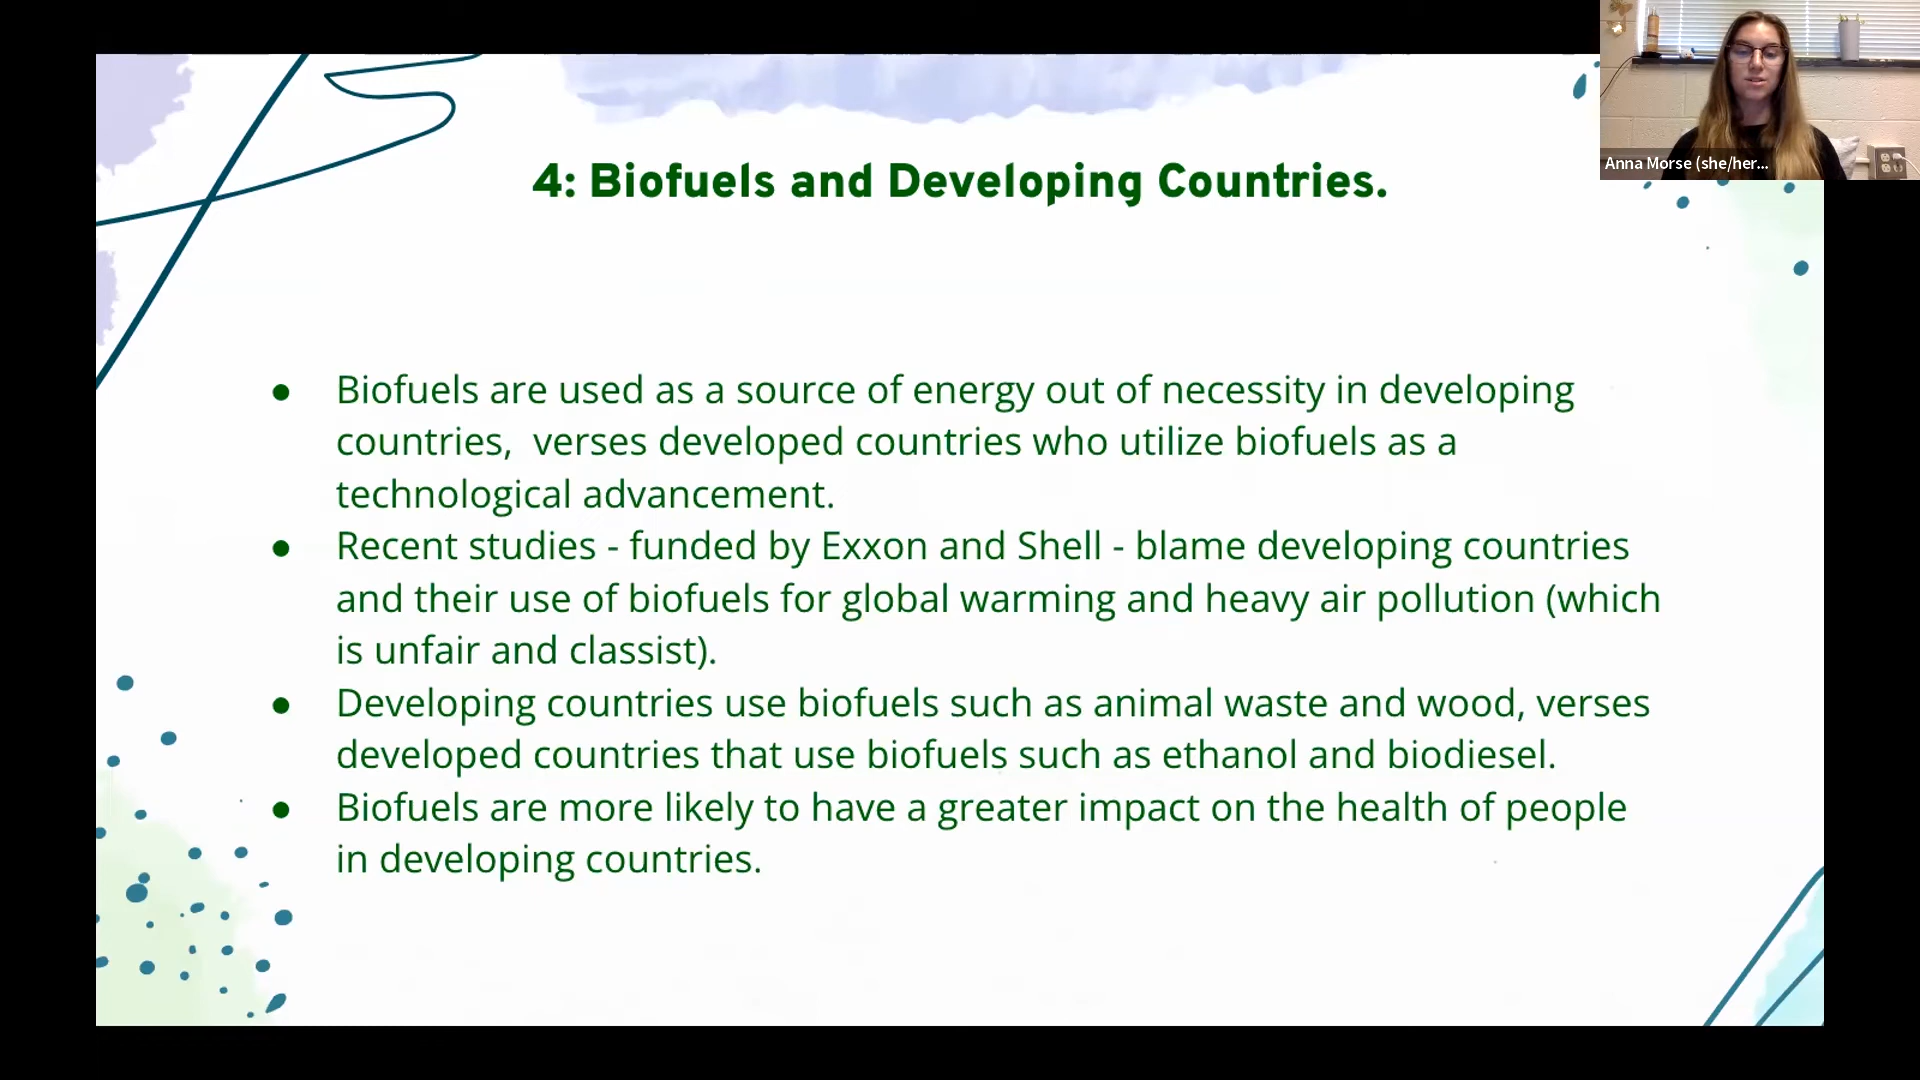 4: Biofuels and Developing Countries.
Anna Morse (she/her...
● Biofuels are used as a source of energy out of necessity in developing
countries,  verses developed countries who utilize biofuels as a
technological advancement.
● Recent studies - funded by Exxon and Shell - blame developing countries
and their use of biofuels for global warming and heavy air pollution (which
is unfair and classist).
● Developing countries use biofuels such as animal waste and wood, verses
developed countries that use biofuels such as ethanol and biodiesel.
● Biofuels are more likely to have a greater impact on the health of people
in developing countries.